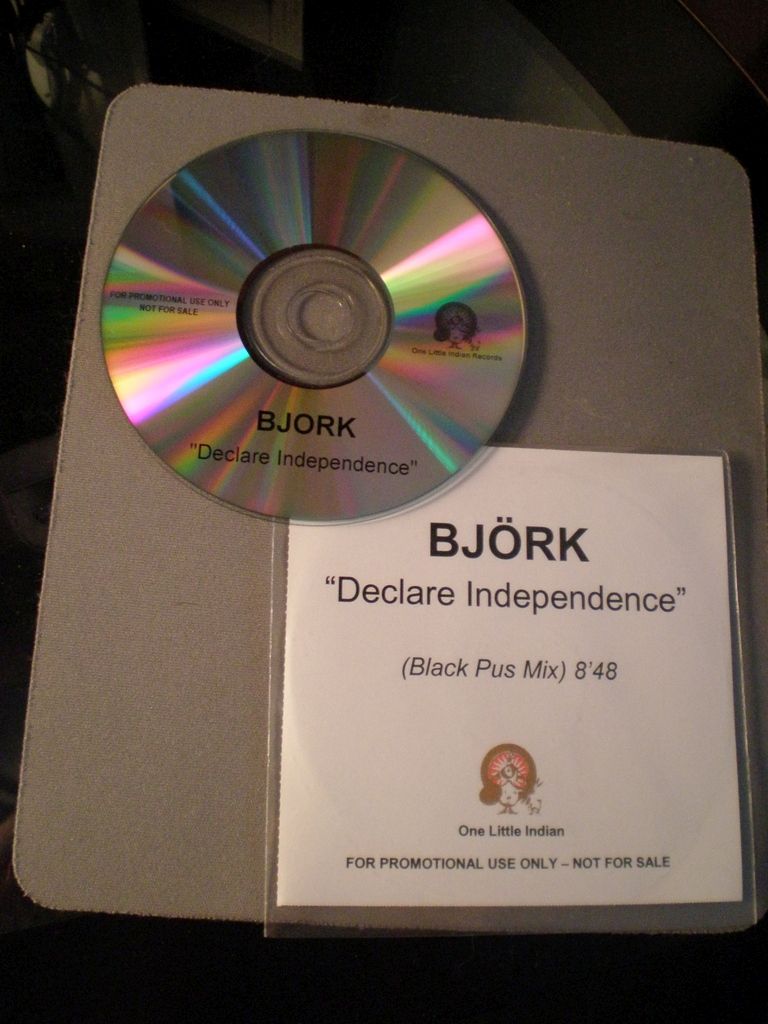 FOR PROMOTIONAL USE ONLY
NOT FOR SALE
One Little Indian Records
BJORK
"Declare Independence"
BJÖRK
“Declare Independence”
(Black Pus Mix) 8'48
One Little Indian
FOR PROMOTIONAL USE ONLY – NOT FOR SALE